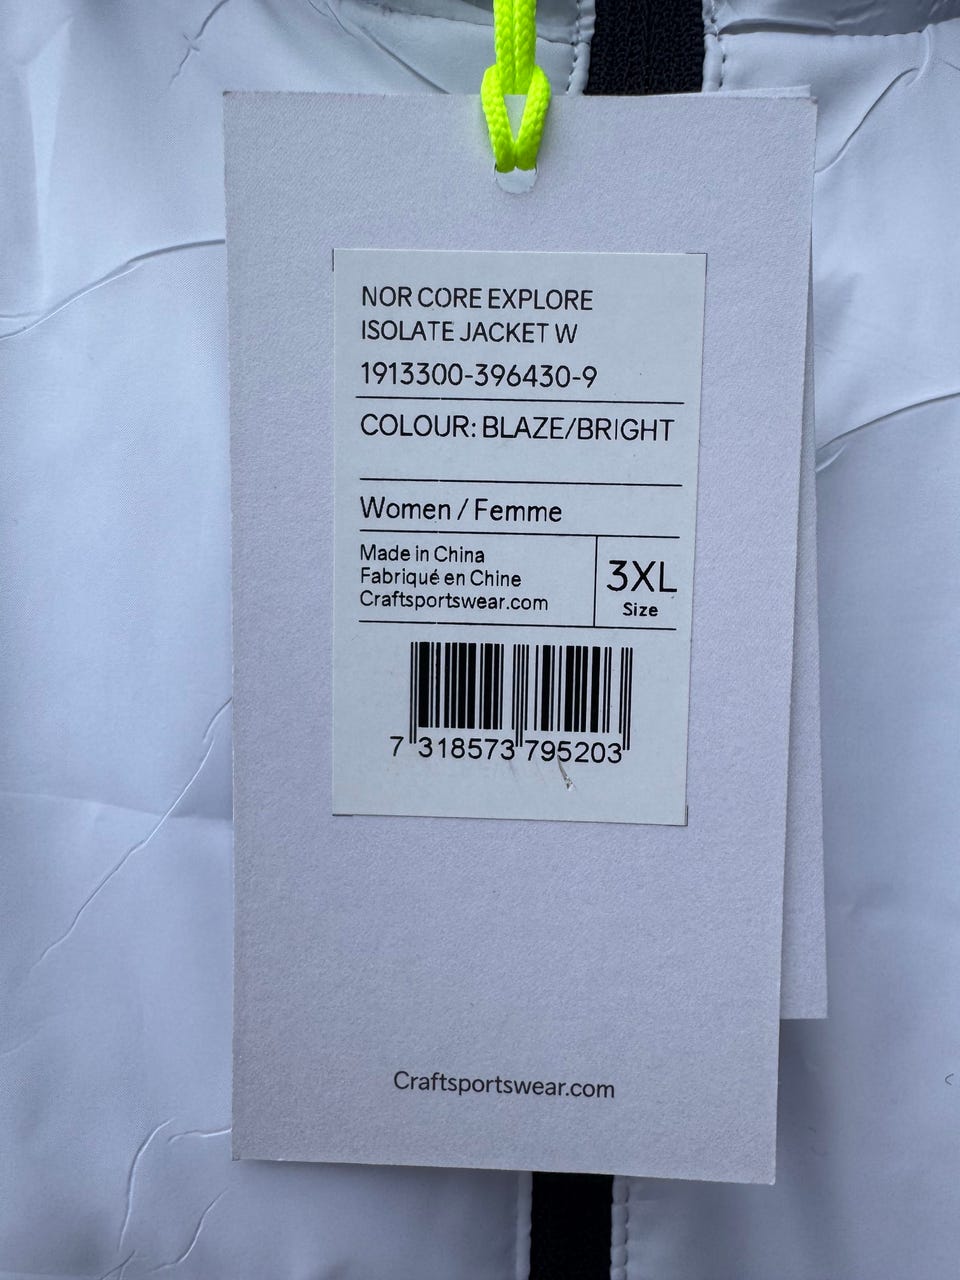 NOR CORE EXPLORE
ISOLATE JACKET W
1913300-396430-9
COLOUR: BLAZE/BRIGHT
Women / Femme
Made in China
Fabriqué en Chine
Craftsportswear.com
3XL
Size
7 318573 795203
Craftsportswear.com